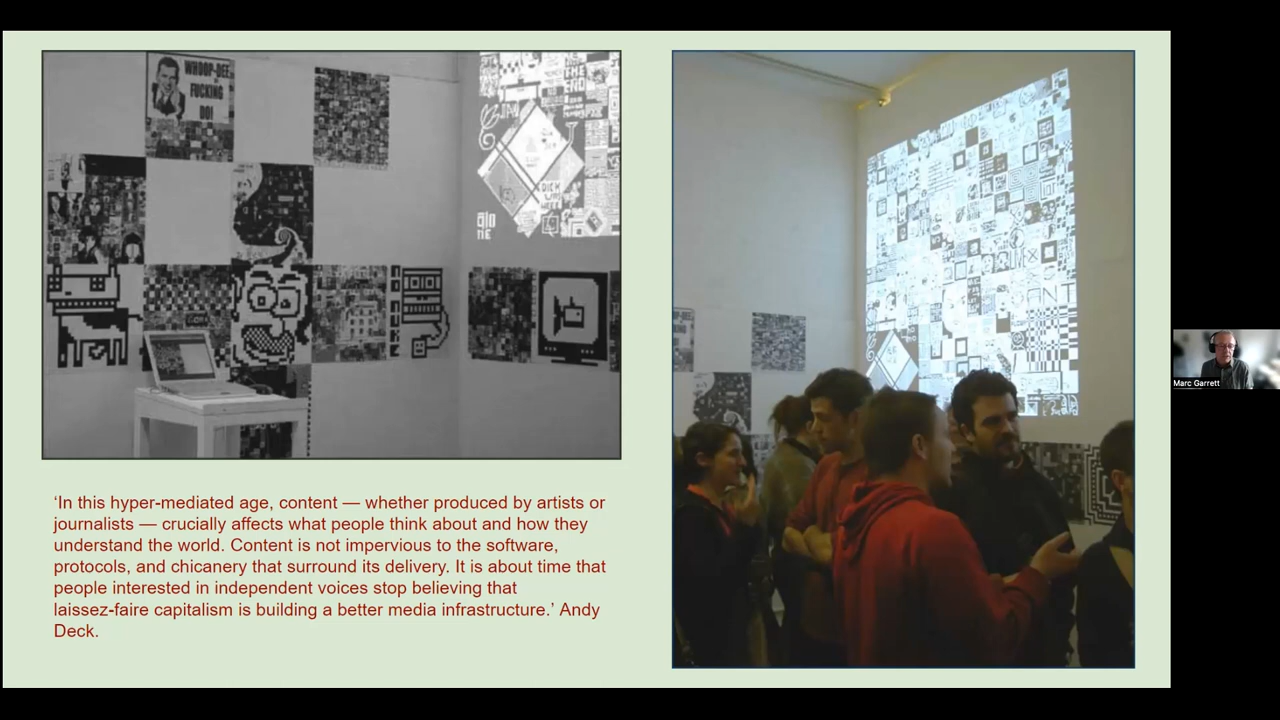 WHOOP-DEE
FUCKING
DO!
THE
END
DICK
‘In this hyper-mediated age, content — whether produced by artists or
journalists — crucially affects what people think about and how they
understand the world. Content is not impervious to the software,
protocols, and chicanery that surround its delivery. It is about time that
people interested in independent voices stop believing that
laissez-faire capitalism is building a better media infrastructure.’ Andy
Deck.
Marc Garrett